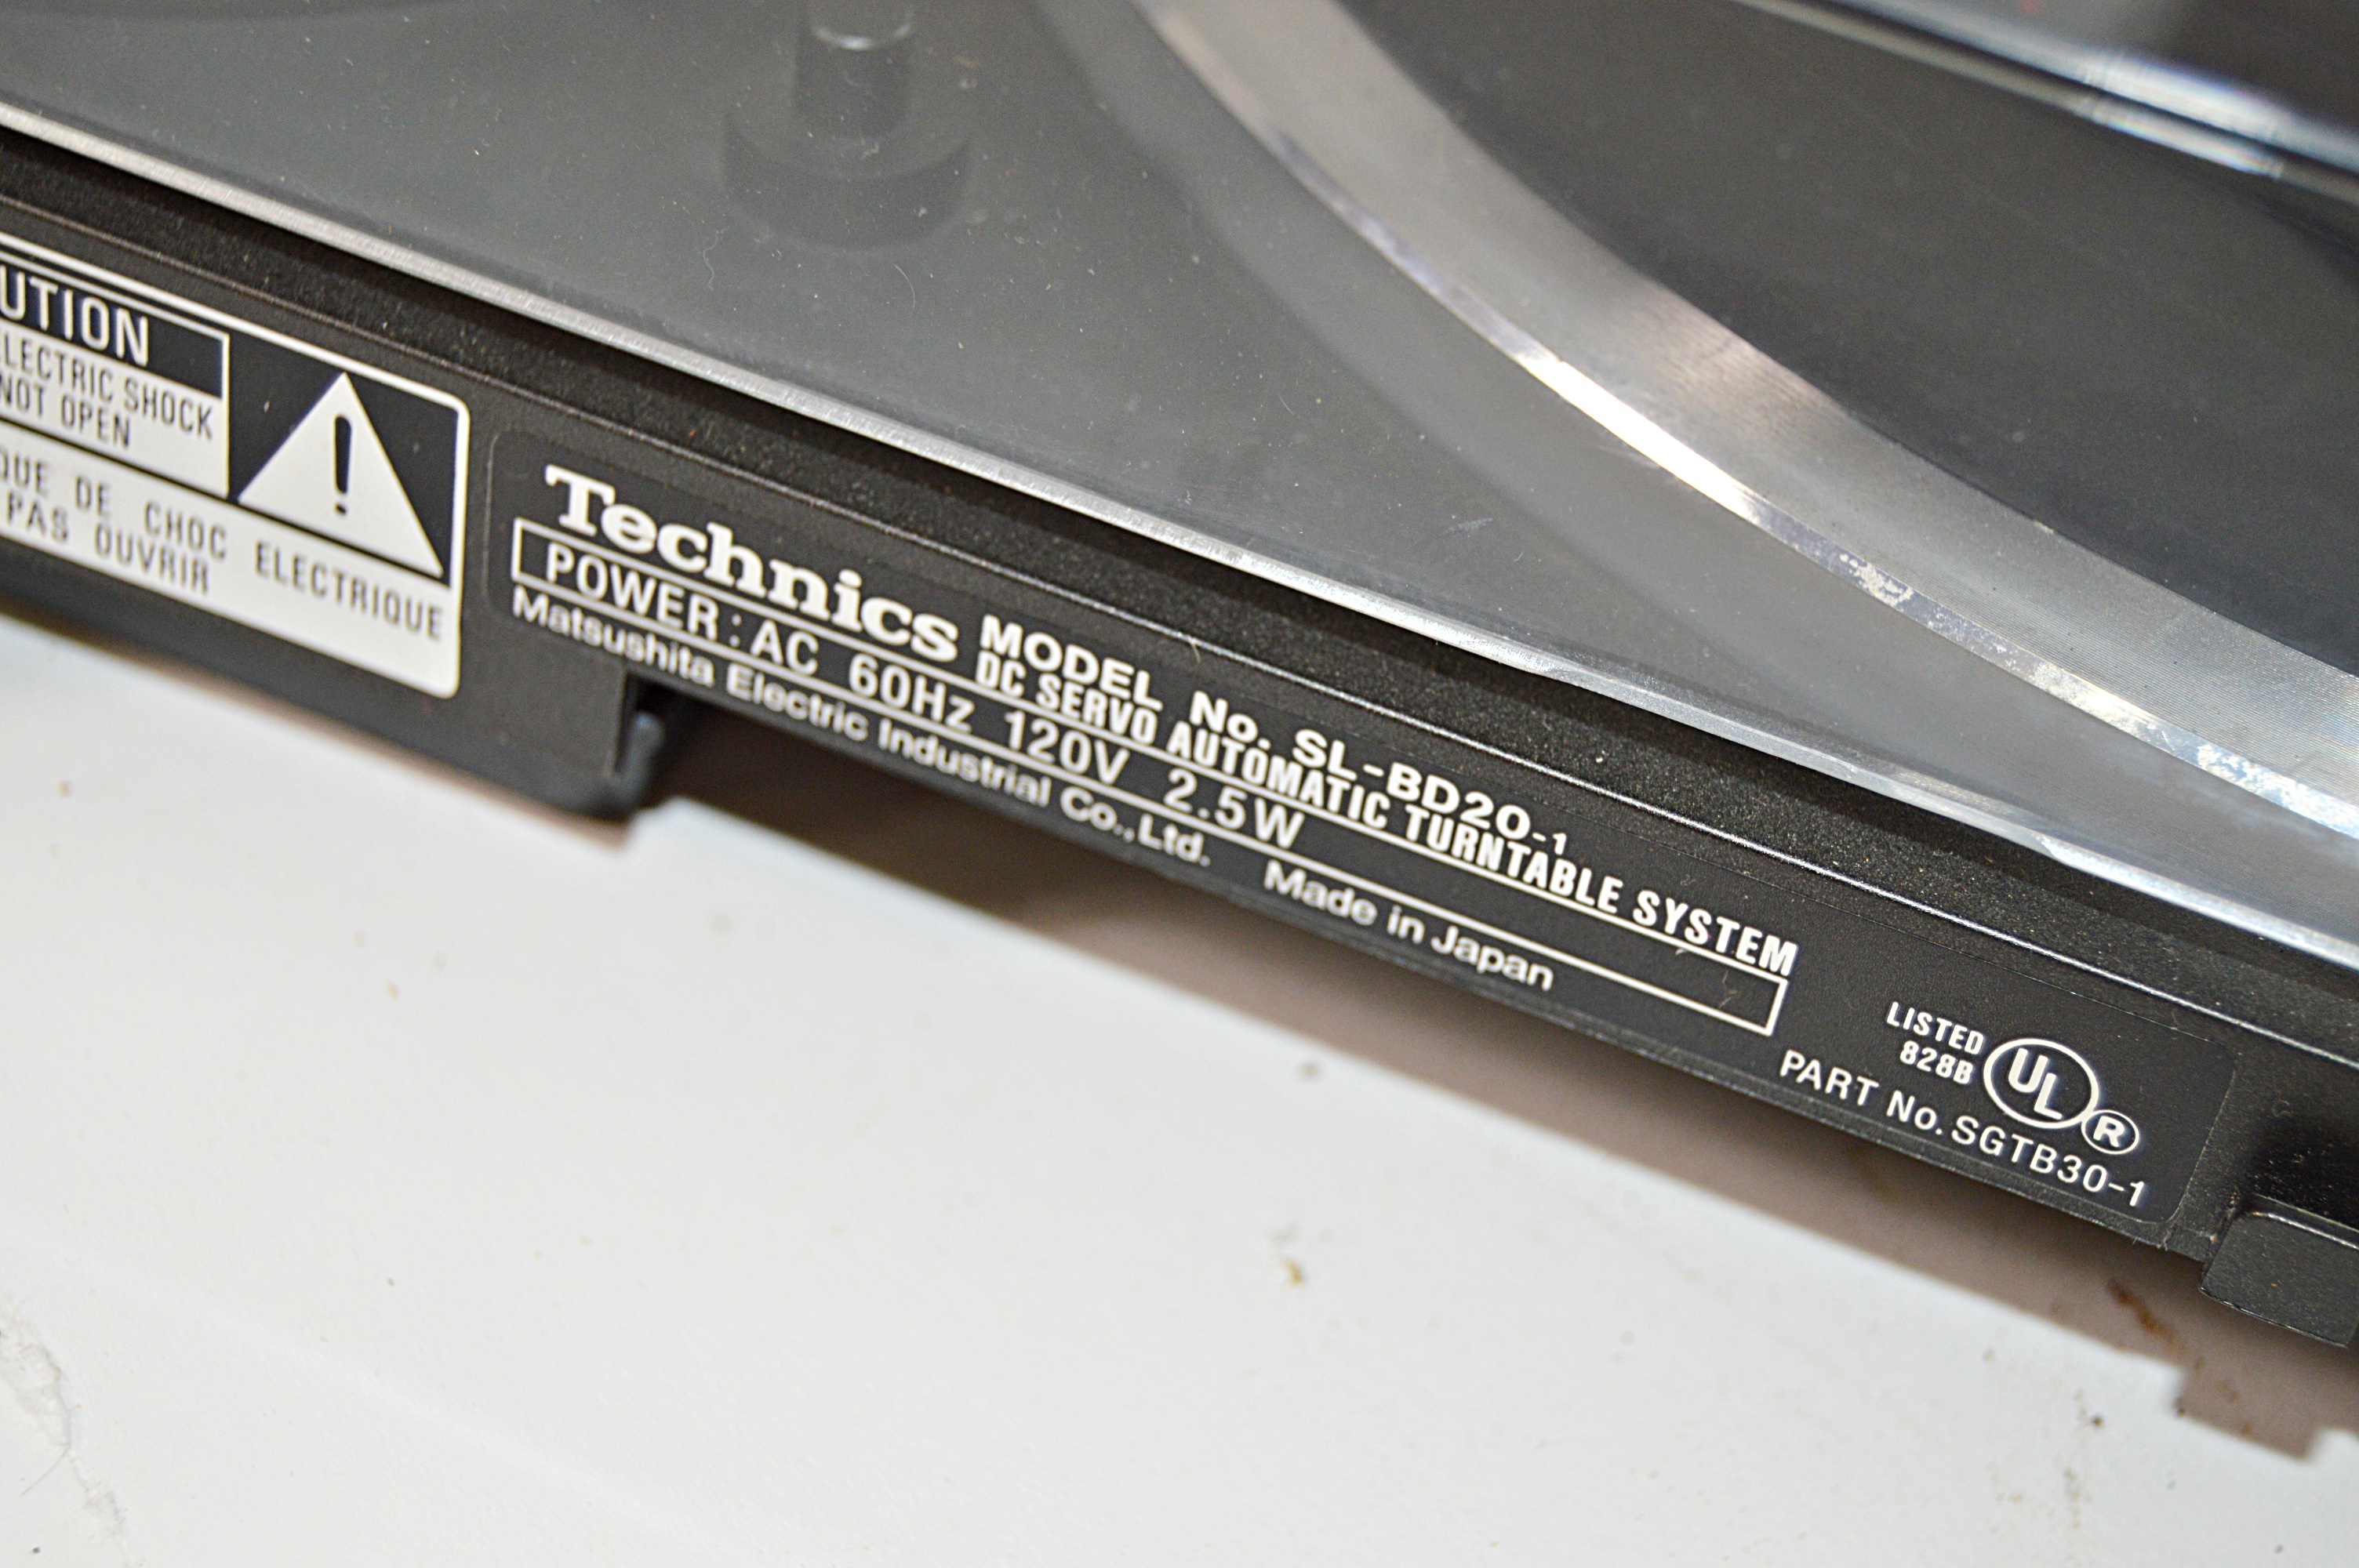 UTION
LECTRIC SHOCK
NOT OPEN
QUE DE CHOC ELECTRIQUE
PAS OUVRIR
Technics MODEL No. SL-BD20-1
DC SERVO AUTOMATIC TURNTABLE SYSTEM
POWER: AC 60Hz 120V 2.5W
Matsushita Electric Industrial Co.,Ltd. Made in Japan
LISTED
828B
UL R
PART No. SGTB30-1